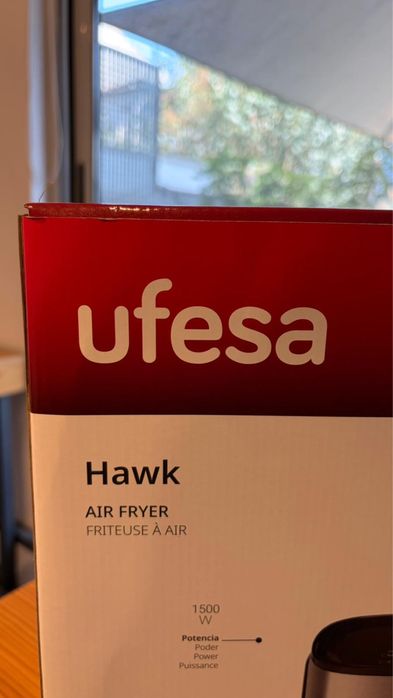 ufesa
Hawk
AIR FRYER
FRITEUSE À AIR
1500
W
Potencia
Poder
Power
Puissance